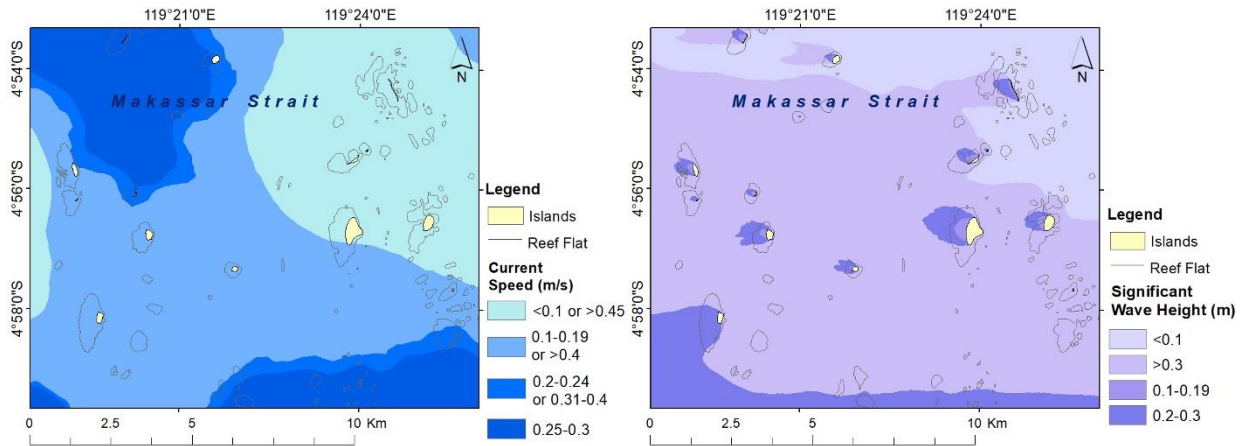 119°21'0"E 119°24'0"E
4°54'0"S
4°56'0"S
4°58'0"S
Makassar Strait
N
Legend
Islands
Reef Flat
Current
Speed (m/s)
<0.1 or >0.45
0.1-0.19
or >0.4
0.2-0.24
or 0.31-0.4
0.25-0.3
0 2.5 5 10 Km
119°21'0"E 119°24'0"E
4°54'0"S
4°56'0"S
4°58'0"S
Makassar Strait
N
Legend
Islands
Reef Flat
Significant
Wave Height (m)
<0.1
>0.3
0.1-0.19
0.2-0.3
0 2.5 5 10 Km